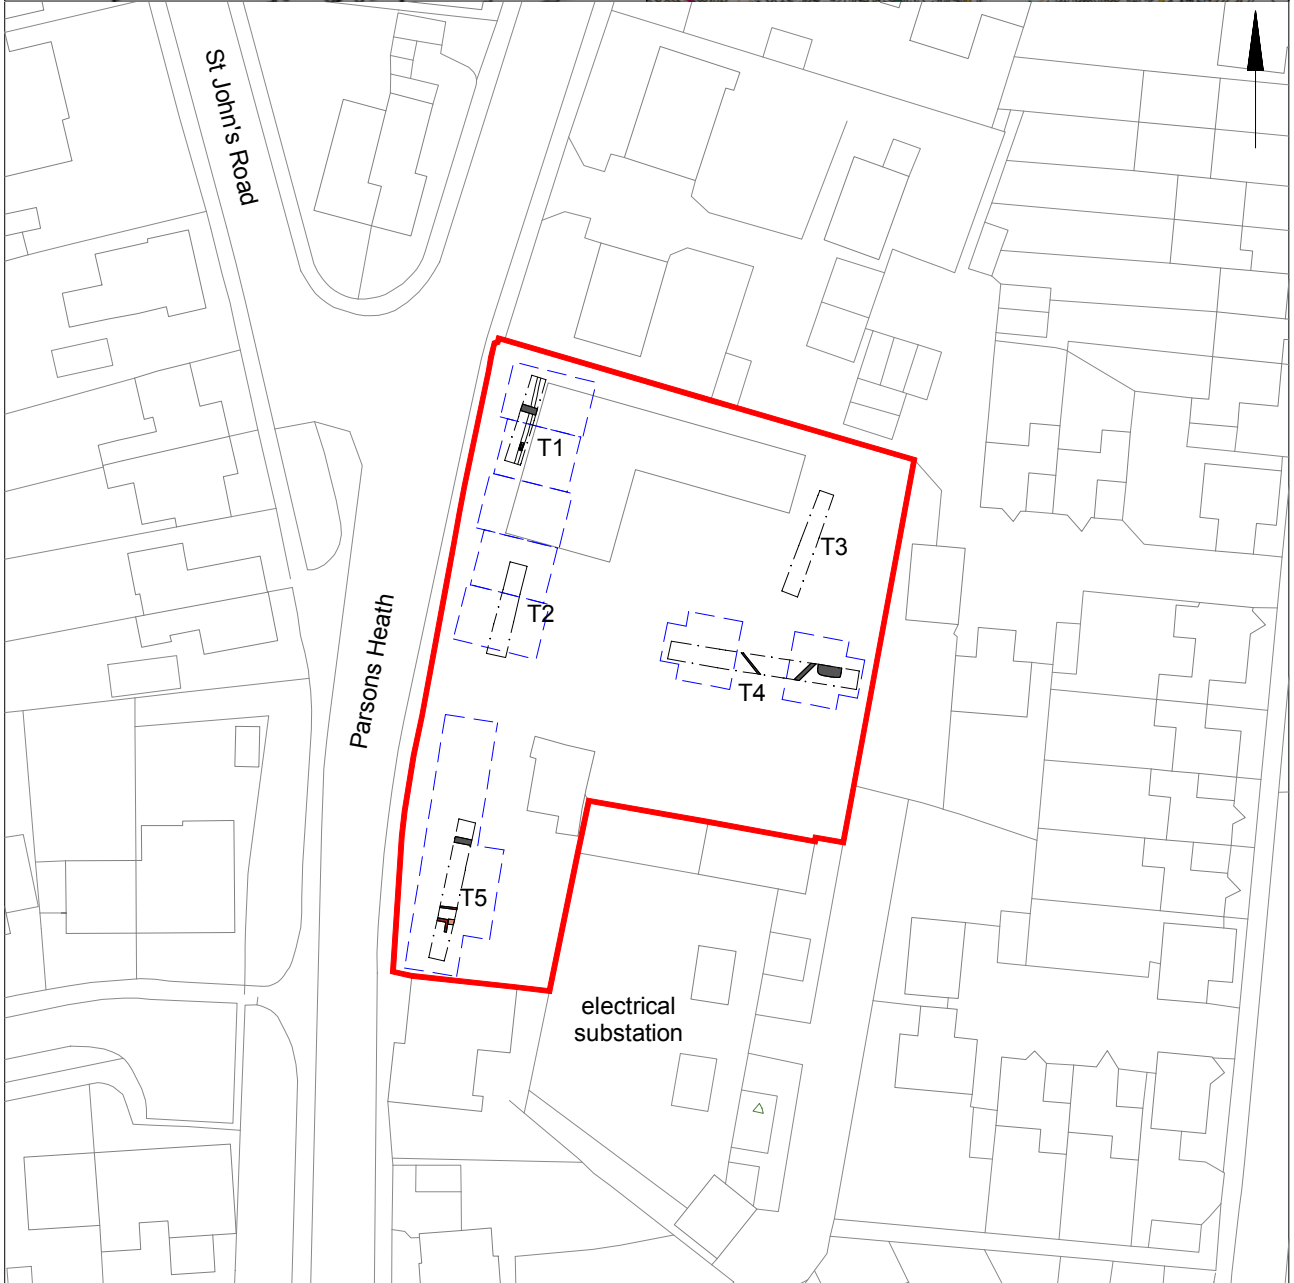 St John's Road
T1
T3
T2
Parsons Heath
T4
T5
electrical
substation